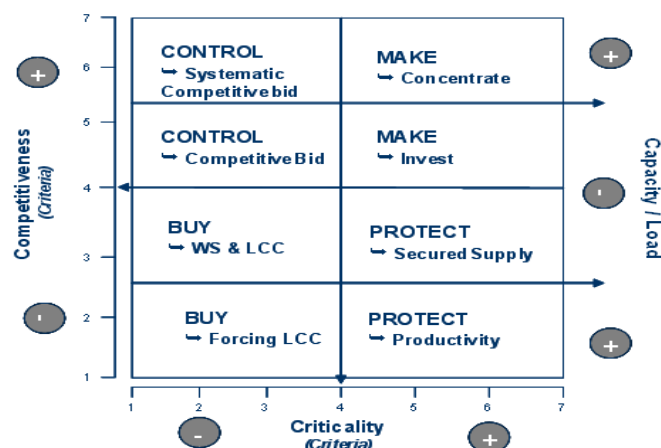 7
6
5
4
3
2
1
Competitiveness
(Criteria)
+
-
CONTROL
➥ Systematic
Competitive bid
MAKE
➥ Concentrate
CONTROL
➥ Competitive Bid
MAKE
➥ Invest
BUY
➥ WS & LCC
PROTECT
➥ Secured Supply
BUY
➥ Forcing LCC
PROTECT
➥ Productivity
+
-
+
Capacity / Load
1 2 3 4 5 6 7
- Criticality +
(Criteria)